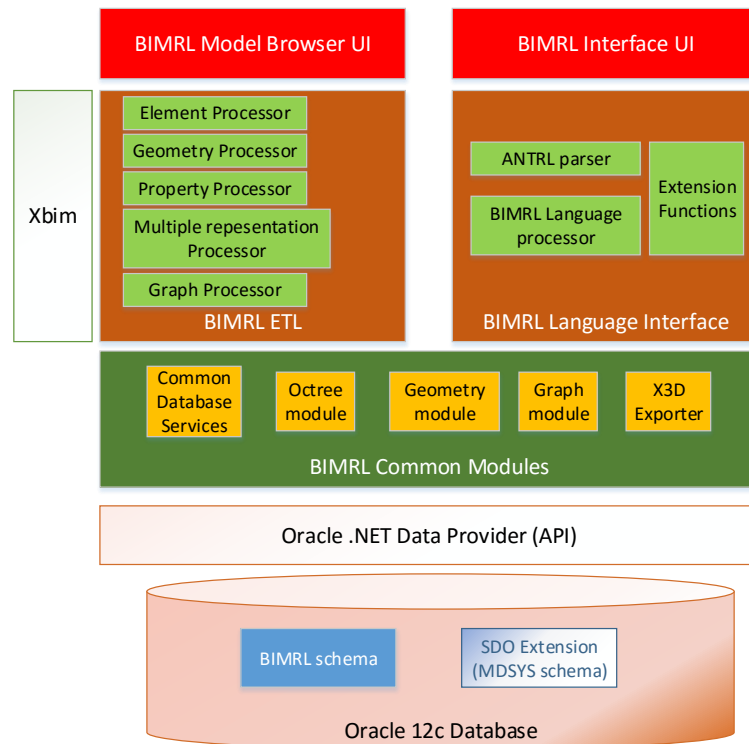 BIMRL Model Browser UI
BIMRL Interface UI
Xbim
Element Processor
Geometry Processor
Property Processor
Multiple repesentation
Processor
Graph Processor
BIMRL ETL
ANTRL parser
BIMRL Language
processor
Extension
Functions
BIMRL Language Interface
Common
Database
Services
Octree
module
Geometry
module
Graph
module
X3D
Exporter
BIMRL Common Modules
Oracle .NET Data Provider (API)
BIMRL schema
SDO Extension
(MDSYS schema)
Oracle 12c Database